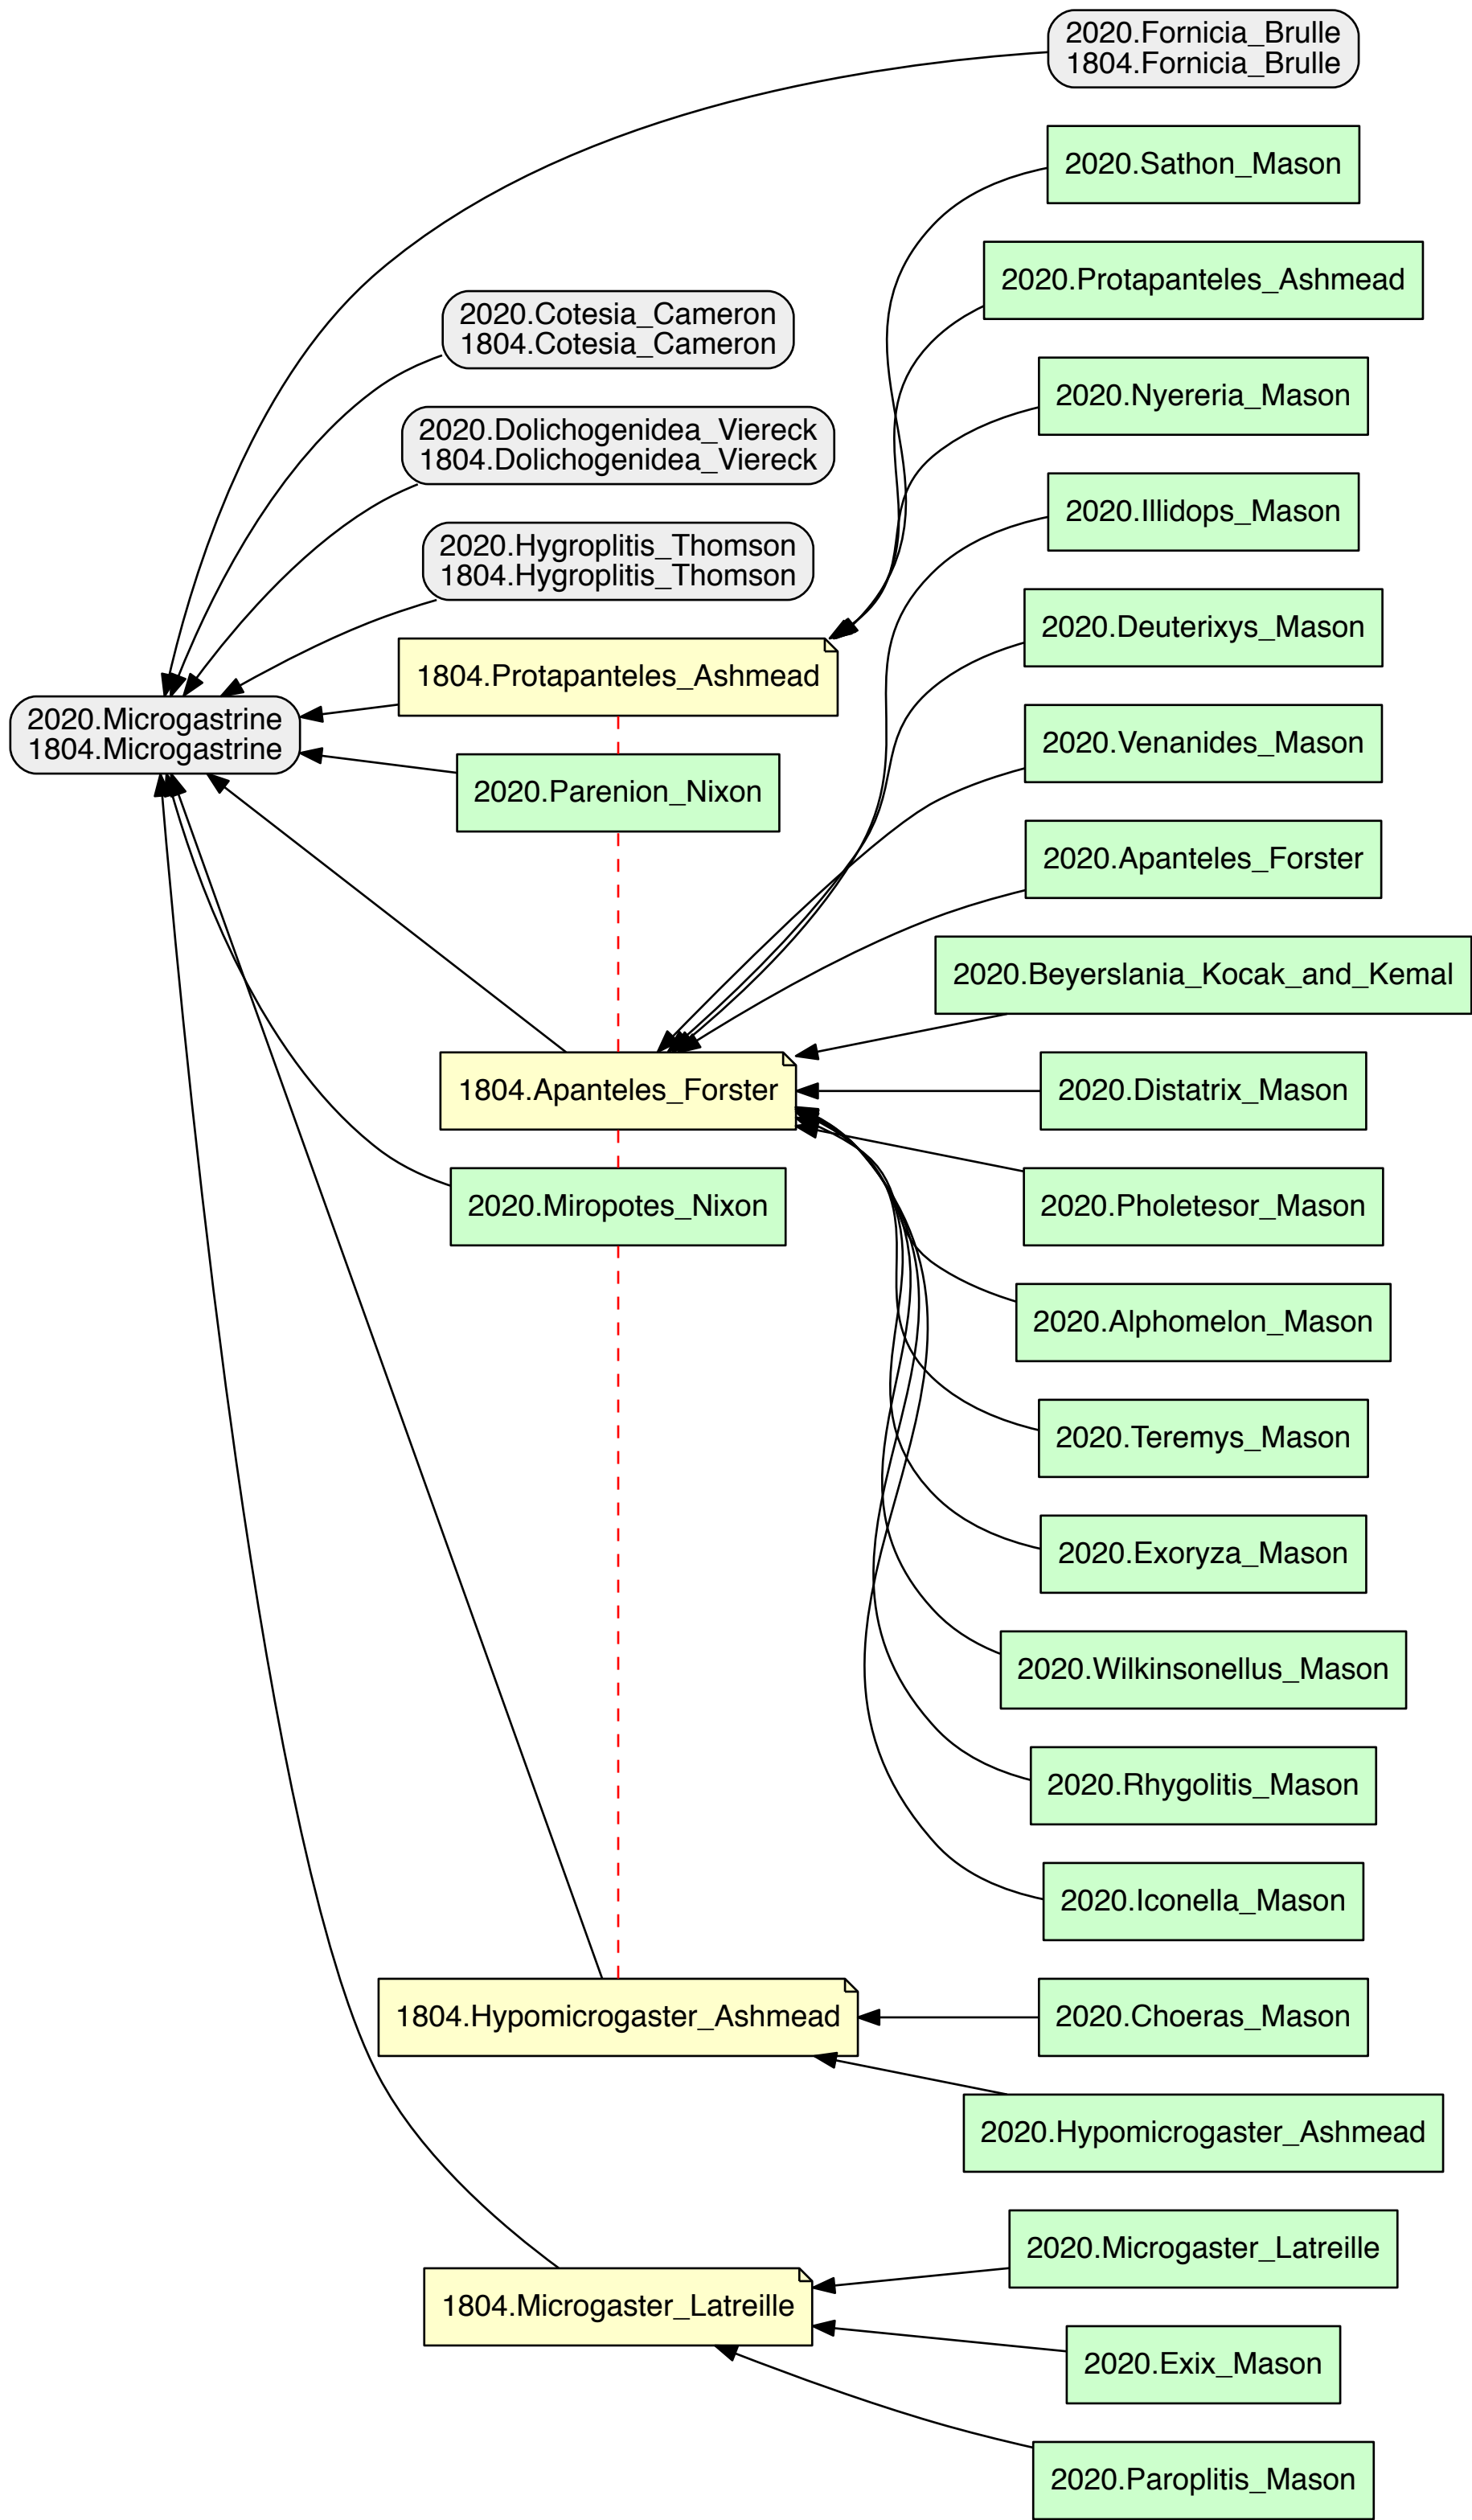 2020.Fornicia_Brulle
1804.Fornicia_Brulle
2020.Sathon_Mason
2020.Protapanteles_Ashmead
2020.Cotesia_Cameron
1804.Cotesia_Cameron
2020.Nyereria_Mason
2020.Dolichogenidea_Viereck
1804.Dolichogenidea_Viereck
2020.Illidops_Mason
2020.Hygroplitis_Thomson
1804.Hygroplitis_Thomson
2020.Deuterixys_Mason
1804.Protapanteles_Ashmead
2020.Microgastrine
1804.Microgastrine
2020.Venanides_Mason
2020.Parenion_Nixon
2020.Apanteles_Forster
2020.Beyerslania_Kocak_and_Kemal
1804.Apanteles_Forster
2020.Distatrix_Mason
2020.Miropotes_Nixon
2020.Pholetesor_Mason
2020.Alphomelon_Mason
2020.Teremys_Mason
2020.Exoryza_Mason
2020.Wilkinsonellus_Mason
2020.Rhygolitis_Mason
2020.Iconella_Mason
1804.Hypomicrogaster_Ashmead
2020.Choeras_Mason
2020.Hypomicrogaster_Ashmead
2020.Microgaster_Latreille
1804.Microgaster_Latreille
2020.Exix_Mason
2020.Paroplitis_Mason